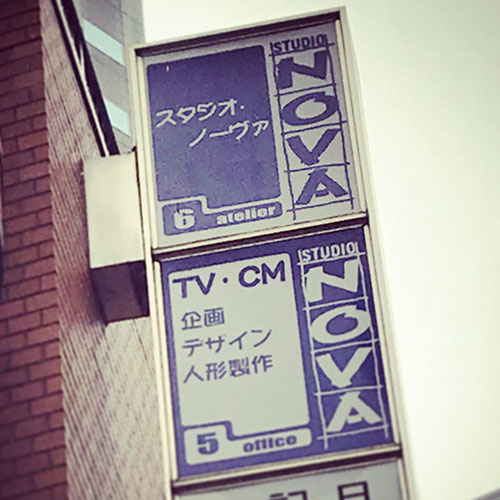 STUDIO
NOVA
スタジオ・
ノーヴァ
6 atelier
STUDIO
NOVA
TV・CM
企画
デザイン
人形製作
5 office